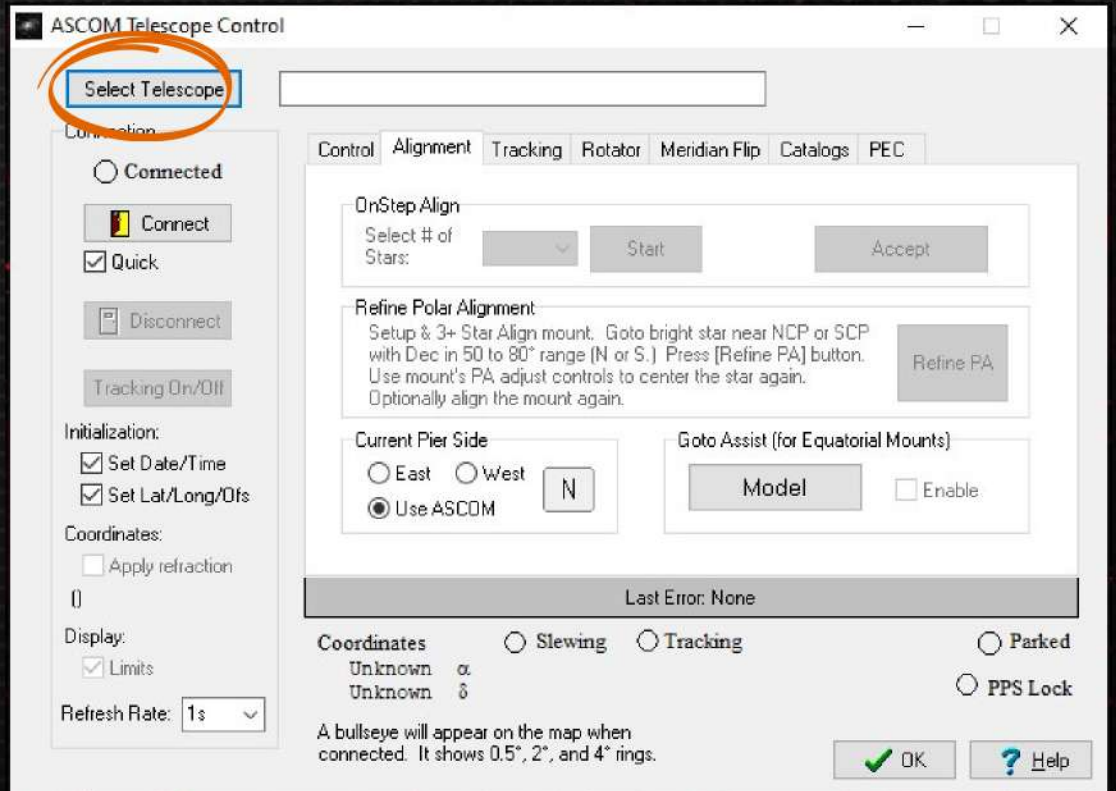 ASCOM Telescope Control
Select Telescope
Connection
Connected
Connect
Quick
Disconnect
Tracking On/Off
Initialization:
Set Date/Time
Set Lat/Long/Ofs
Coordinates:
Apply refraction
()
Display:
Limits
Refresh Rate: 1s
Control Alignment Tracking Rotator Meridian Flip Catalogs PEC
OnStep Align
Select # of
Stars:
Start
Accept
Refine Polar Alignment
Setup & 3+ Star Align mount. Goto bright star near NCP or SCP
with Dec in 50 to 80° range (N or S.) Press [Refine PA] button.
Use mount's PA adjust controls to center the star again.
Optionally align the mount again.
Refine PA
Current Pier Side
East West
Use ASCOM
N
Goto Assist (for Equatorial Mounts)
Model
Enable
Last Error: None
Coordinates Slewing Tracking Parked
Unknown α
Unknown δ
PPS Lock
A bullseye will appear on the map when
connected. It shows 0.5°, 2°, and 4° rings.
OK
Help